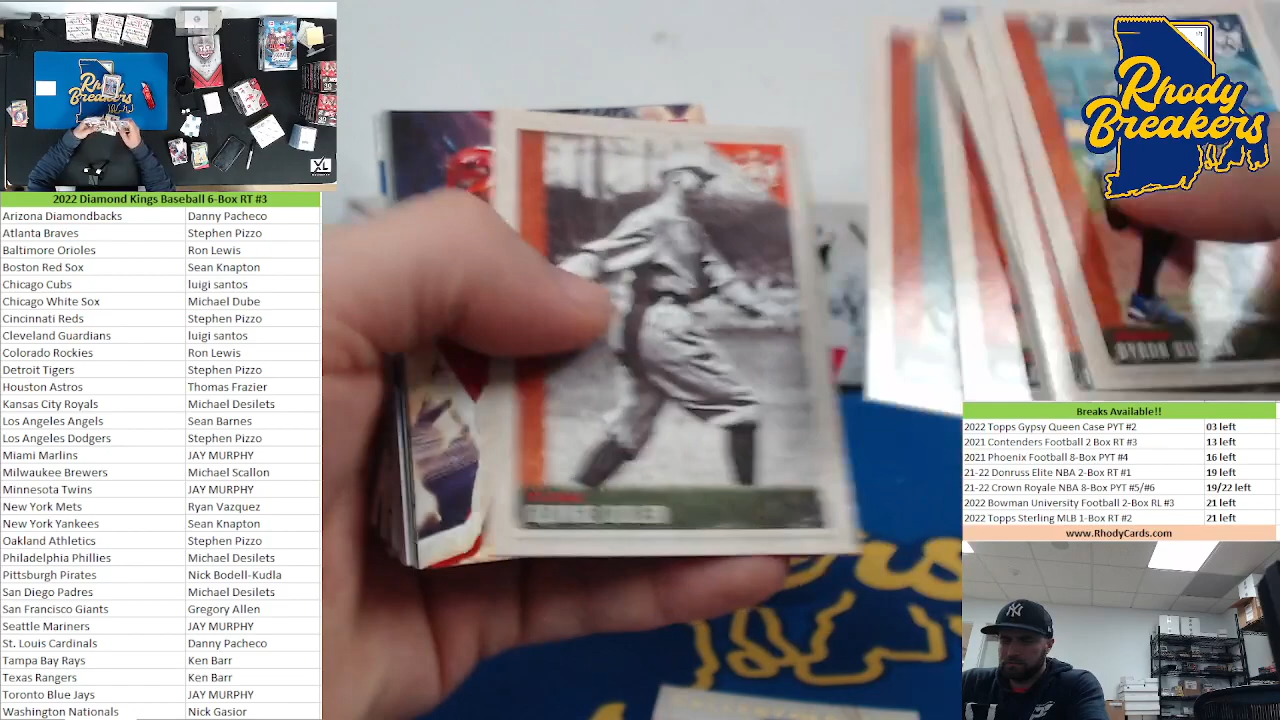 2022 Diamond Kings Baseball 6-Box RT #3
Arizona Diamondbacks Danny Pacheco
Atlanta Braves Stephen Pizzo
Baltimore Orioles Ron Lewis
Boston Red Sox Sean Knapton
Chicago Cubs luigi santos
Chicago White Sox Michael Dube
Cincinnati Reds Stephen Pizzo
Cleveland Guardians luigi santos
Colorado Rockies Ron Lewis
Detroit Tigers Stephen Pizzo
Houston Astros Thomas Frazier
Kansas City Royals Michael Desilets
Los Angeles Angels Sean Barnes
Los Angeles Dodgers Stephen Pizzo
Miami Marlins JAY MURPHY
Milwaukee Brewers Michael Scallon
Minnesota Twins JAY MURPHY
New York Mets Ryan Vazquez
New York Yankees Sean Knapton
Oakland Athletics Stephen Pizzo
Philadelphia Phillies Michael Desilets
Pittsburgh Pirates Nick Bodell-Kudla
San Diego Padres Michael Desilets
San Francisco Giants Gregory Allen
Seattle Mariners JAY MURPHY
St. Louis Cardinals Danny Pacheco
Tampa Bay Rays Ken Barr
Texas Rangers Ken Barr
Toronto Blue Jays JAY MURPHY
Washington Nationals Nick Gasior
Rhody
Breakers
BYRON
Rhody
Breakers
Breaks Available!!
2022 Topps Gypsy Queen Case PYT #2 03 left
2021 Contenders Football 2 Box RT #3 13 left
2021 Phoenix Football 8-Box PYT #4 16 left
21-22 Donruss Elite NBA 2-Box RT #1 19 left
21-22 Crown Royale NBA 8-Box PYT #5/#6 19/22 left
2022 Bowman University Football 2-Box RL #3 21 left
2022 Topps Sterling MLB 1-Box RT #2 21 left
www.RhodyCards.com